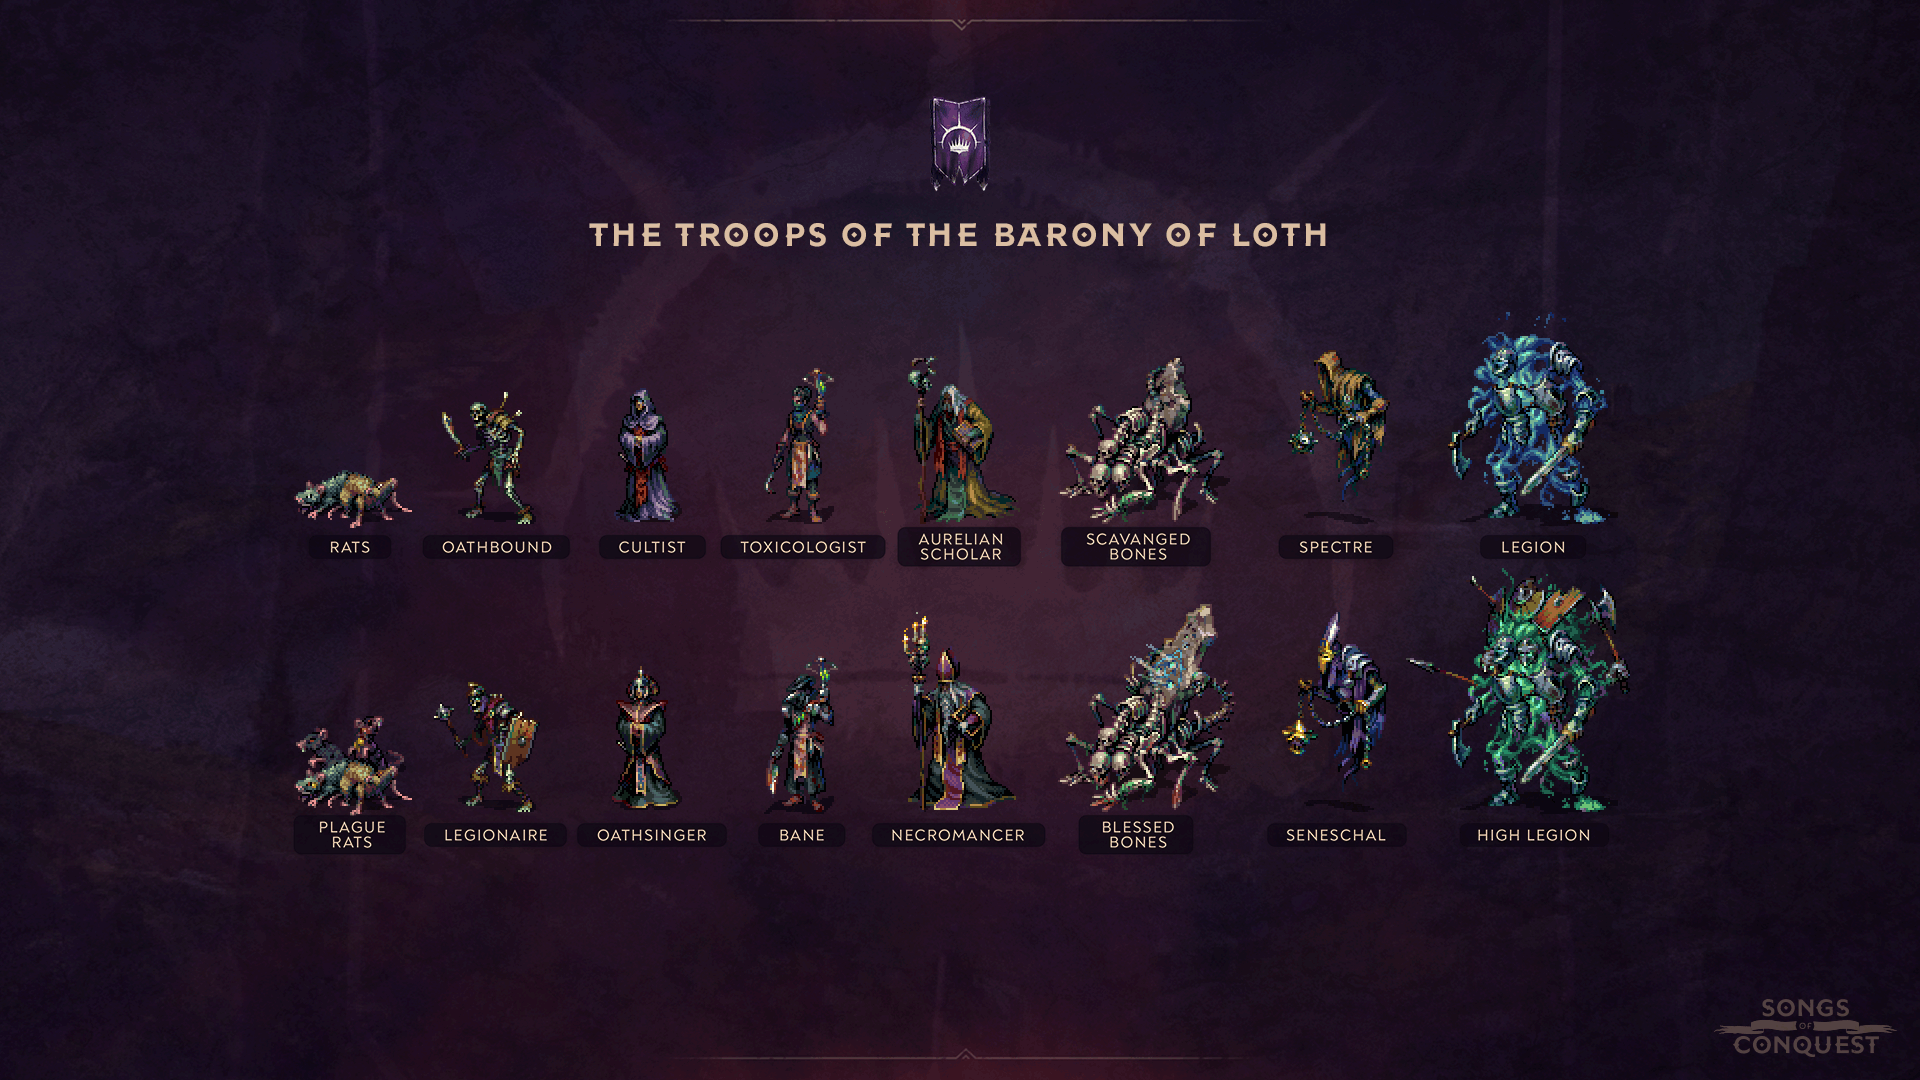 THE TROOPS OF THE BARONY OF LOTH
RATS
OATHBOUND
CULTIST
TOXICOLOGIST
AURELIAN
SCHOLAR
SCAVANGED
BONES
SPECTRE
LEGION
PLAGUE
RATS
LEGIONAIRE
OATHSINGER
BANE
NECROMANCER
BLESSED
BONES
SENESCHAL
HIGH LEGION
SONGS
OF
CONQUEST